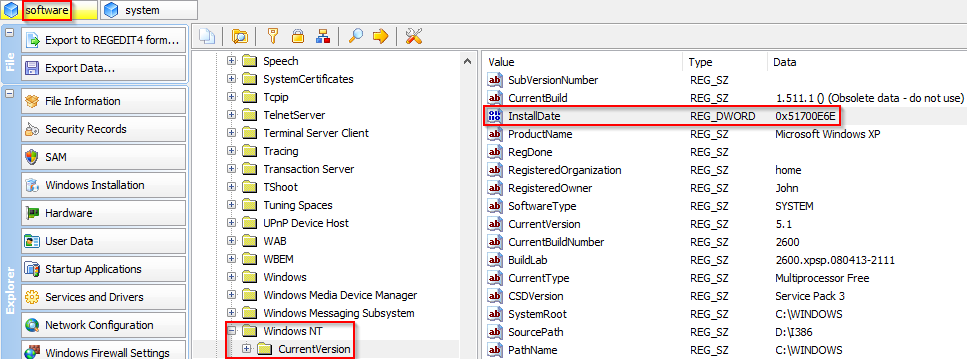 software
system
File
Export to REGEDIT4 form...
Export Data...
Explorer
File Information
Security Records
SAM
Windows Installation
Hardware
User Data
Startup Applications
Services and Drivers
Network Configuration
Windows Firewall Settings
Speech
SystemCertificates
Tcpip
TelnetServer
Terminal Server Client
Tracing
Transaction Server
TShoot
Tuning Spaces
UPnP Device Host
WAB
WBEM
Windows
Windows Media Device Manager
Windows Messaging Subsystem
Windows NT
CurrentVersion
Value Type Data
SubVersionNumber REG_SZ
CurrentBuild REG_SZ 1.511.1 () (Obsolete data - do not use)
InstallDate REG_DWORD 0x51700E6E
ProductName REG_SZ Microsoft Windows XP
RegDone REG_SZ
RegisteredOrganization REG_SZ home
RegisteredOwner REG_SZ John
SoftwareType REG_SZ SYSTEM
CurrentVersion REG_SZ 5.1
CurrentBuildNumber REG_SZ 2600
BuildLab REG_SZ 2600.xpsp.080413-2111
CurrentType REG_SZ Multiprocessor Free
CSDVersion REG_SZ Service Pack 3
SystemRoot REG_SZ C:\WINDOWS
SourcePath REG_SZ D:\I386
PathName REG_SZ C:\WINDOWS